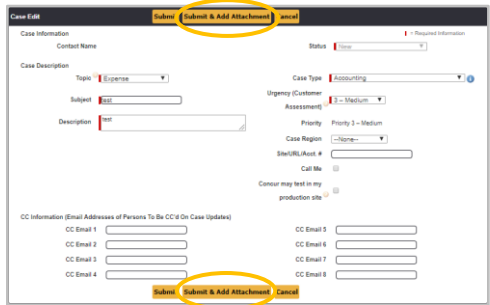 Case Edit Submi Submit & Add Attachment Cancel
Case Information = Required Information
Contact Name Status New
Case Description
Topic Expense Case Type Accounting
Subject test Urgency (Customer Assessment) 3 – Medium
Description test Priority Priority 3 – Medium
Case Region --None--
Site/URL/Acct. #
Call Me
Concur may test in my production site
CC Information (Email Addresses of Persons To Be CC'd On Case Updates)
CC Email 1 CC Email 5
CC Email 2 CC Email 6
CC Email 3 CC Email 7
CC Email 4 CC Email 8
Submi Submit & Add Attachment Cancel